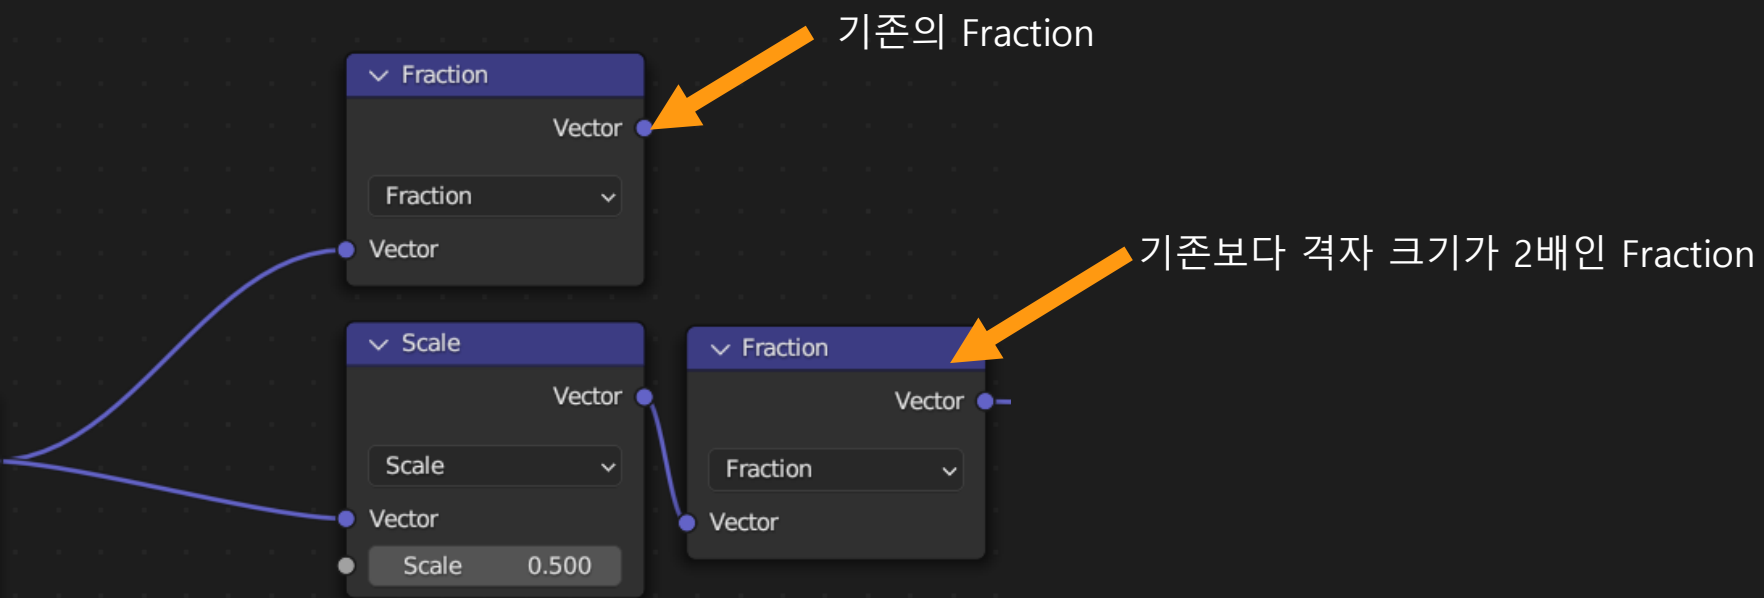 기존의 Fraction
Fraction
Vector
Fraction
Vector
기존보다 격자 크기가 2배인 Fraction
Scale
Vector
Scale
Vector
Scale 0.500
Fraction
Vector
Fraction
Vector